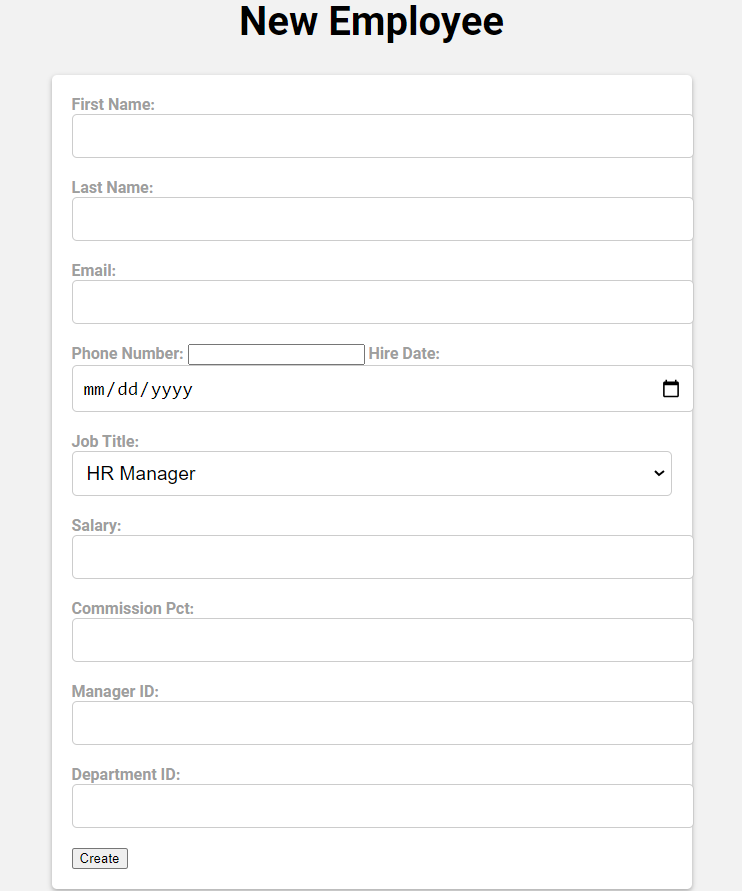 New Employee
First Name:
Last Name:
Email:
Phone Number: Hire Date:
mm/dd/yyyy
Job Title:
HR Manager
Salary:
Commission Pct:
Manager ID:
Department ID:
Create